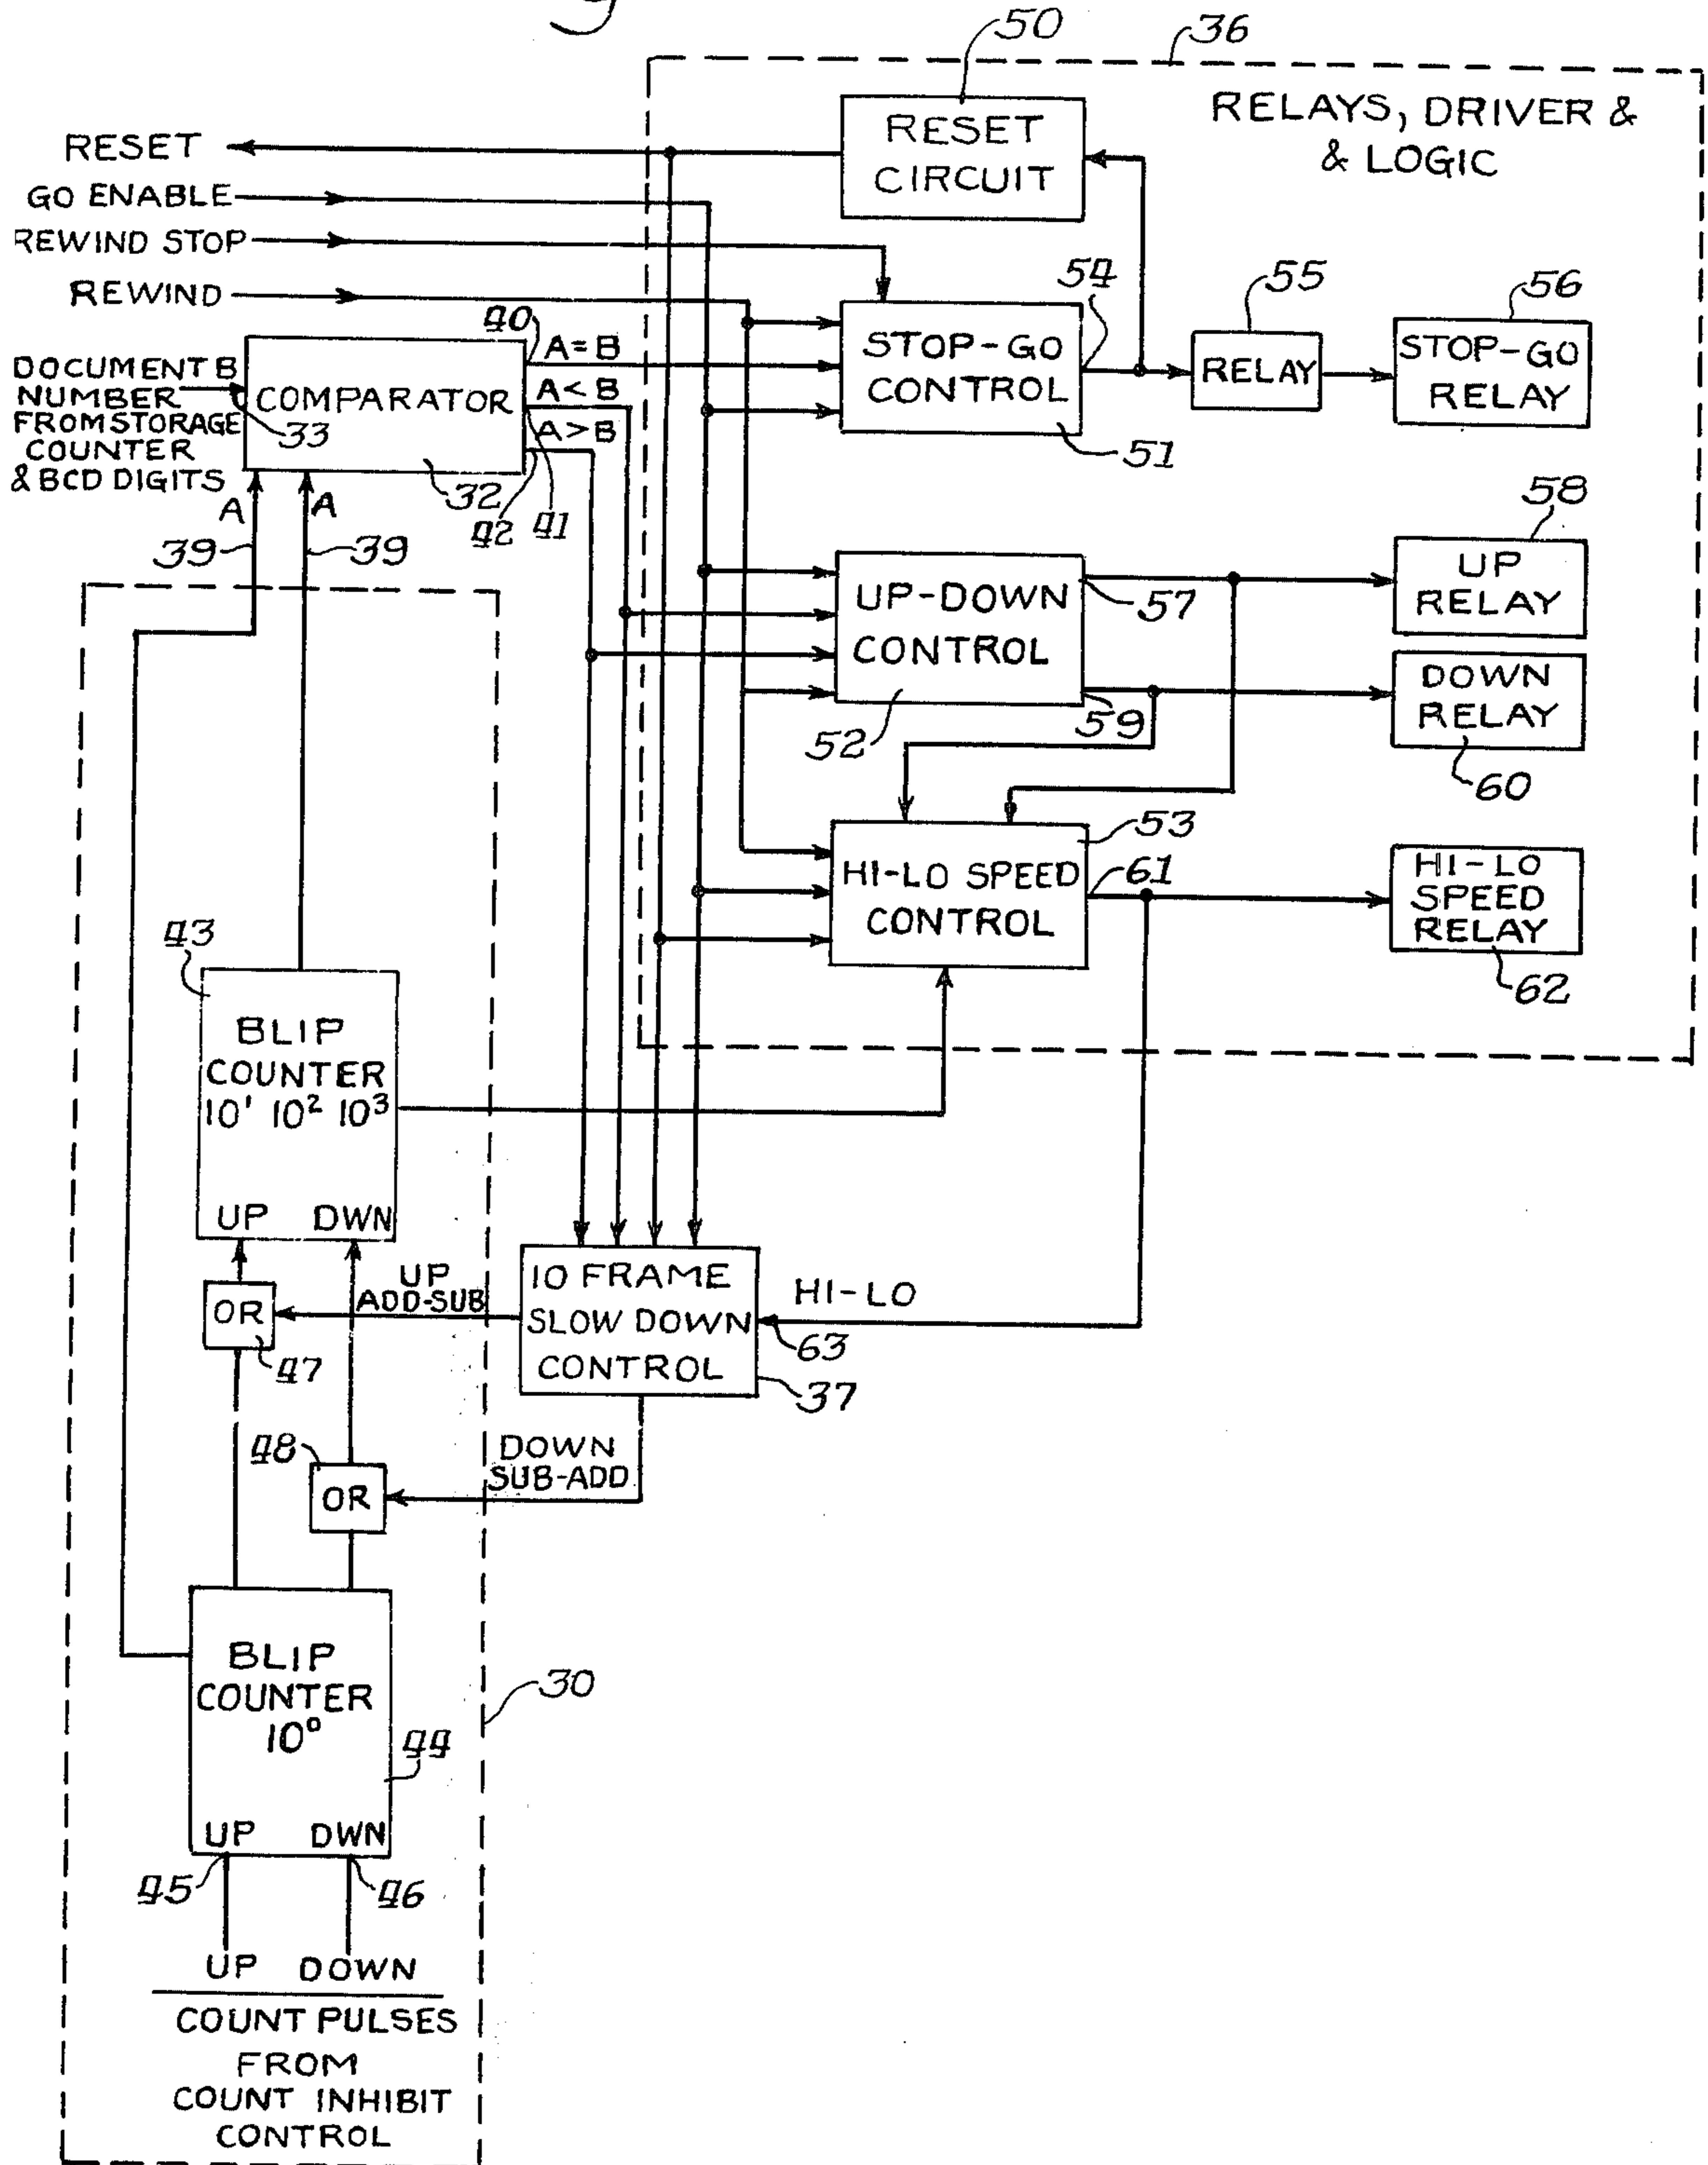 50
36
RELAYS, DRIVER &
& LOGIC
RESET
CIRCUIT
RESET
GO ENABLE
REWIND STOP
REWIND
54
55
56
40
A=B
STOP-GO
CONTROL
RELAY
STOP-GO
RELAY
DOCUMENT B
NUMBER
FROM STORAGE
COUNTER
& BCD DIGITS
33
COMPARATOR
A<B
A>B
51
32
42
41
A
A
39
39
58
UP-DOWN
CONTROL
57
UP
RELAY
52
59
DOWN
RELAY
60
53
HI-LO SPEED
CONTROL
61
HI-LO
SPEED
RELAY
62
43
BLIP
COUNTER
10¹ 10² 10³
UP DWN
OR
47
UP
ADD-SUB
10 FRAME
SLOW DOWN
CONTROL
HI-LO
63
37
48
OR
DOWN
SUB-ADD
BLIP
COUNTER
10⁰
44
30
UP DWN
45
46
UP DOWN
COUNT PULSES
FROM
COUNT INHIBIT
CONTROL